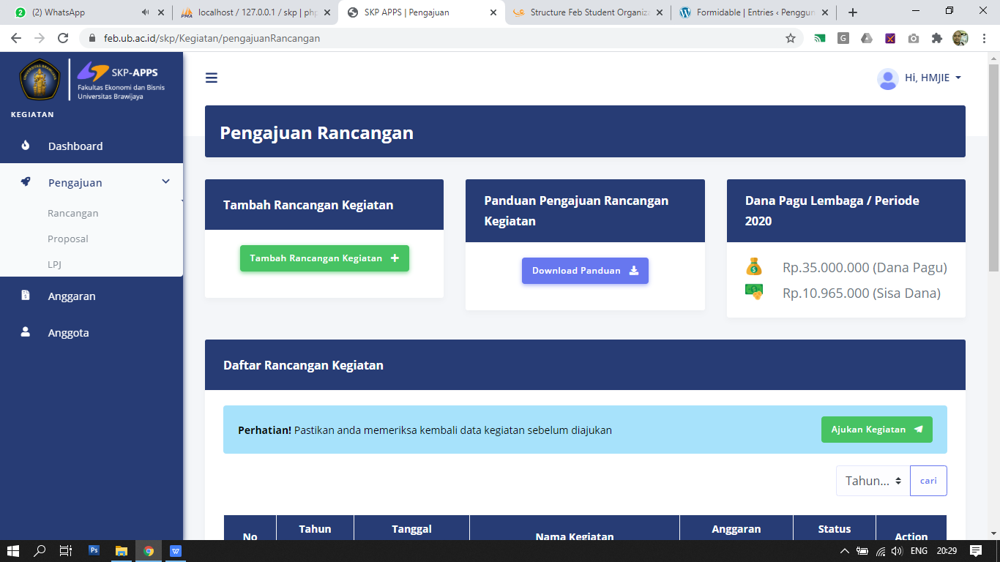 (2) WhatsApp
localhost / 127.0.0.1 / skp | php
SKP APPS | Pengajuan
Structure Feb Student Organiza
Formidable | Entries ‹ Penggun
feb.ub.ac.id/skp/Kegiatan/pengajuanRancangan
SKP-APPS
Fakultas Ekonomi dan Bisnis
Universitas Brawijaya
KEGIATAN
Dashboard
Pengajuan
Rancangan
Proposal
LPJ
Anggaran
Anggota
Hi, HMJIE
Pengajuan Rancangan
Tambah Rancangan Kegiatan
Tambah Rancangan Kegiatan
Panduan Pengajuan Rancangan
Kegiatan
Download Panduan
Dana Pagu Lembaga / Periode
2020
Rp.35.000.000 (Dana Pagu)
Rp.10.965.000 (Sisa Dana)
Daftar Rancangan Kegiatan
Perhatian! Pastikan anda memeriksa kembali data kegiatan sebelum diajukan
Ajukan Kegiatan
Tahun...
cari
No
Tahun
Tanggal
Nama Kegiatan
Anggaran
Status
Action
ENG
20:29